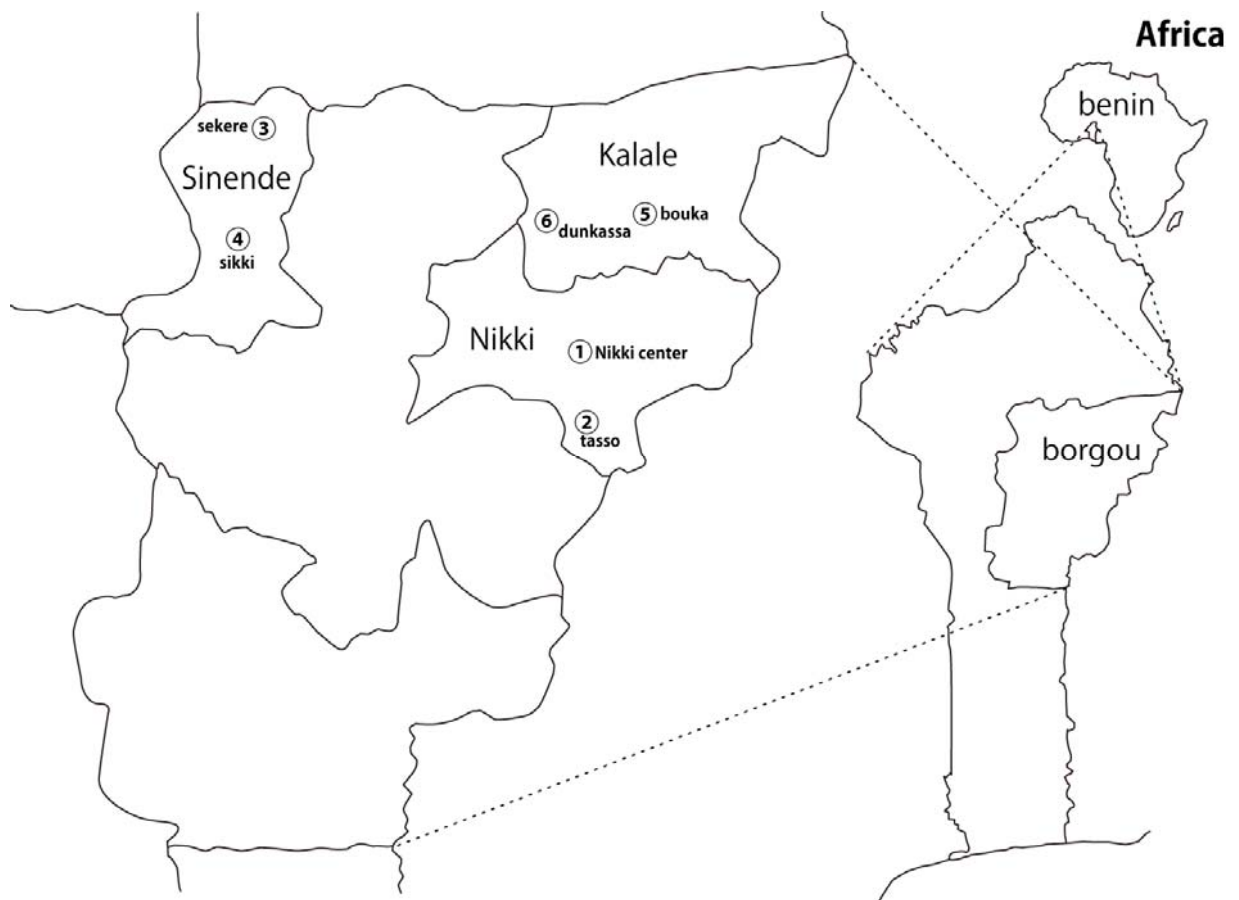 Africa
benin
sekere 3
Sinende
4
sikki
Kalale
5 bouka
6
dunkassa
Nikki
1 Nikki center
2
tasso
borgou